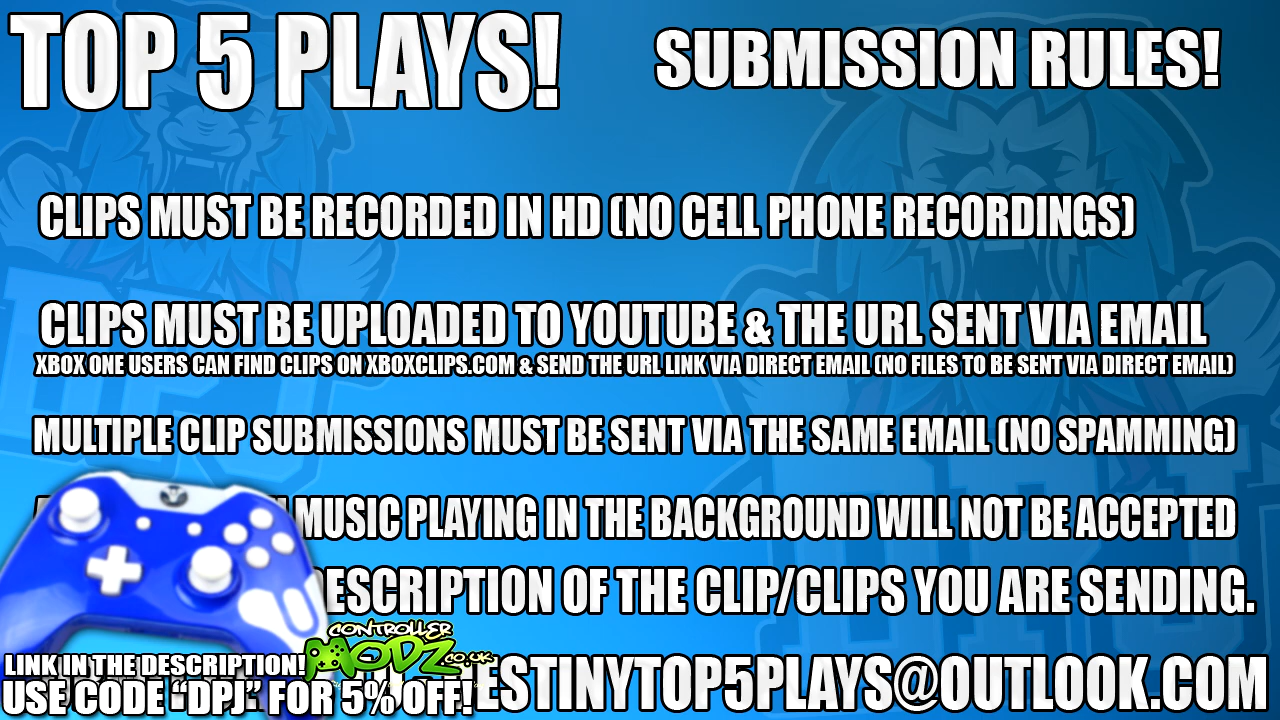 TOP 5 PLAYS!
SUBMISSION RULES!
CLIPS MUST BE RECORDED IN HD (NO CELL PHONE RECORDINGS)
CLIPS MUST BE UPLOADED TO YOUTUBE & THE URL SENT VIA EMAIL
XBOX ONE USERS CAN FIND CLIPS ON XBOXCLIPS.COM & SEND THE URL LINK VIA DIRECT EMAIL (NO FILES TO BE SENT VIA DIRECT EMAIL)
MULTIPLE CLIP SUBMISSIONS MUST BE SENT VIA THE SAME EMAIL (NO SPAMMING)
MUSIC PLAYING IN THE BACKGROUND WILL NOT BE ACCEPTED
ESCRIPTION OF THE CLIP/CLIPS YOU ARE SENDING.
CONTROLLER
MODZ.CO.UK
LINK IN THE DESCRIPTION!
ESTINYTOP5PLAYS@OUTLOOK.COM
USE CODE “DPJ” FOR 5% OFF!